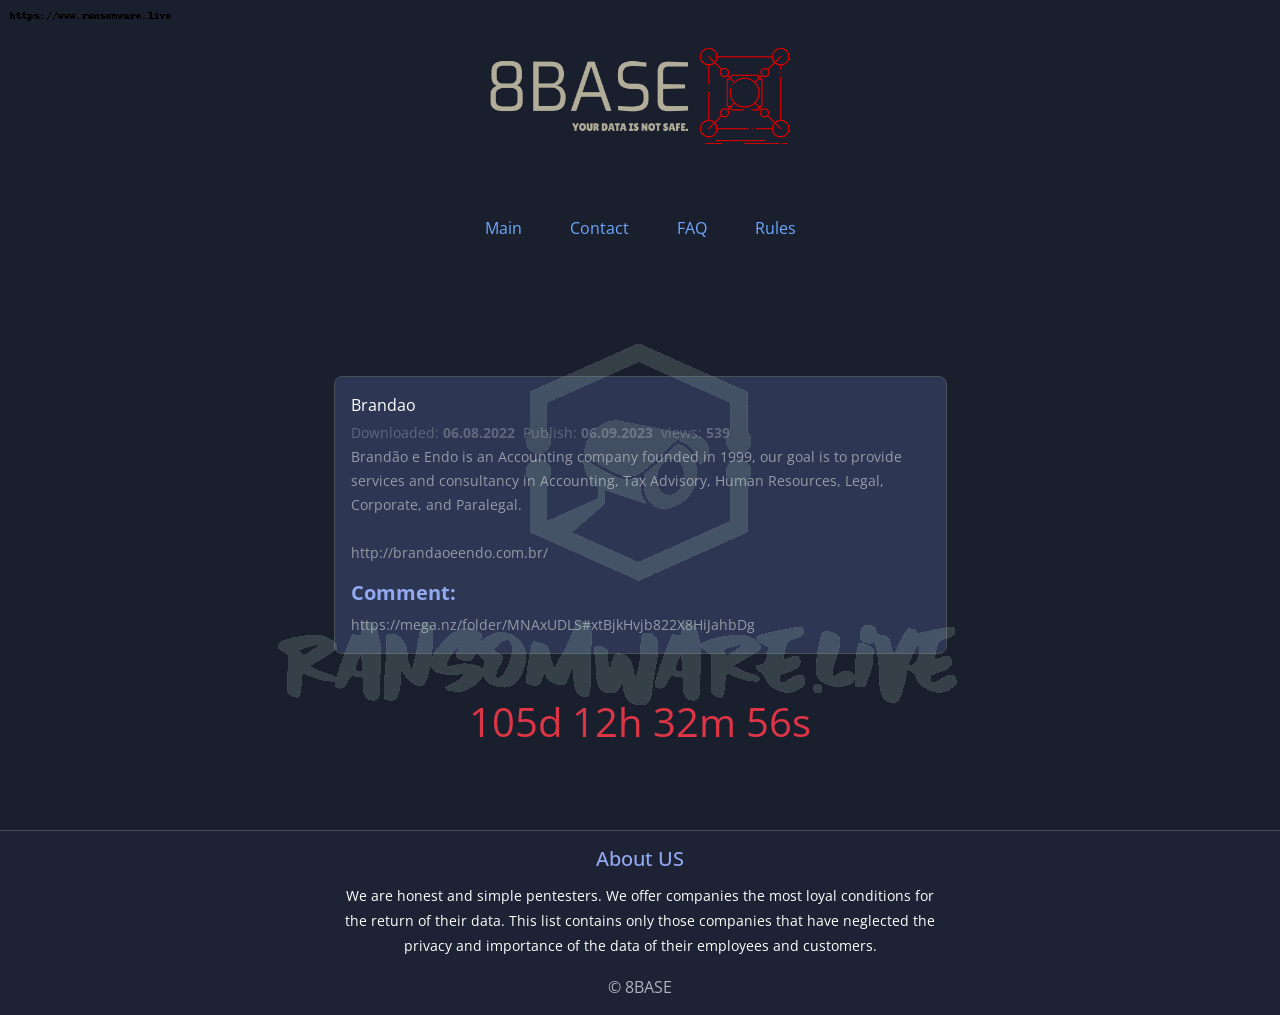 https://www.ransomware.live
8BASE
YOUR DATA IS NOT SAFE.
Main Contact FAQ Rules
Brandao
Downloaded: 06.08.2022 Publish: 06.09.2023 views: 539
Brandão e Endo is an Accounting company founded in 1999, our goal is to provide
services and consultancy in Accounting, Tax Advisory, Human Resources, Legal,
Corporate, and Paralegal.
http://brandaoeendo.com.br/
Comment:
https://mega.nz/folder/MNAxUDLS#xtBjkHvjb822X8HiJahbDg
RANSOMWARE.LIVE
105d 12h 32m 56s
About US
We are honest and simple pentesters. We offer companies the most loyal conditions for
the return of their data. This list contains only those companies that have neglected the
privacy and importance of the data of their employees and customers.
© 8BASE